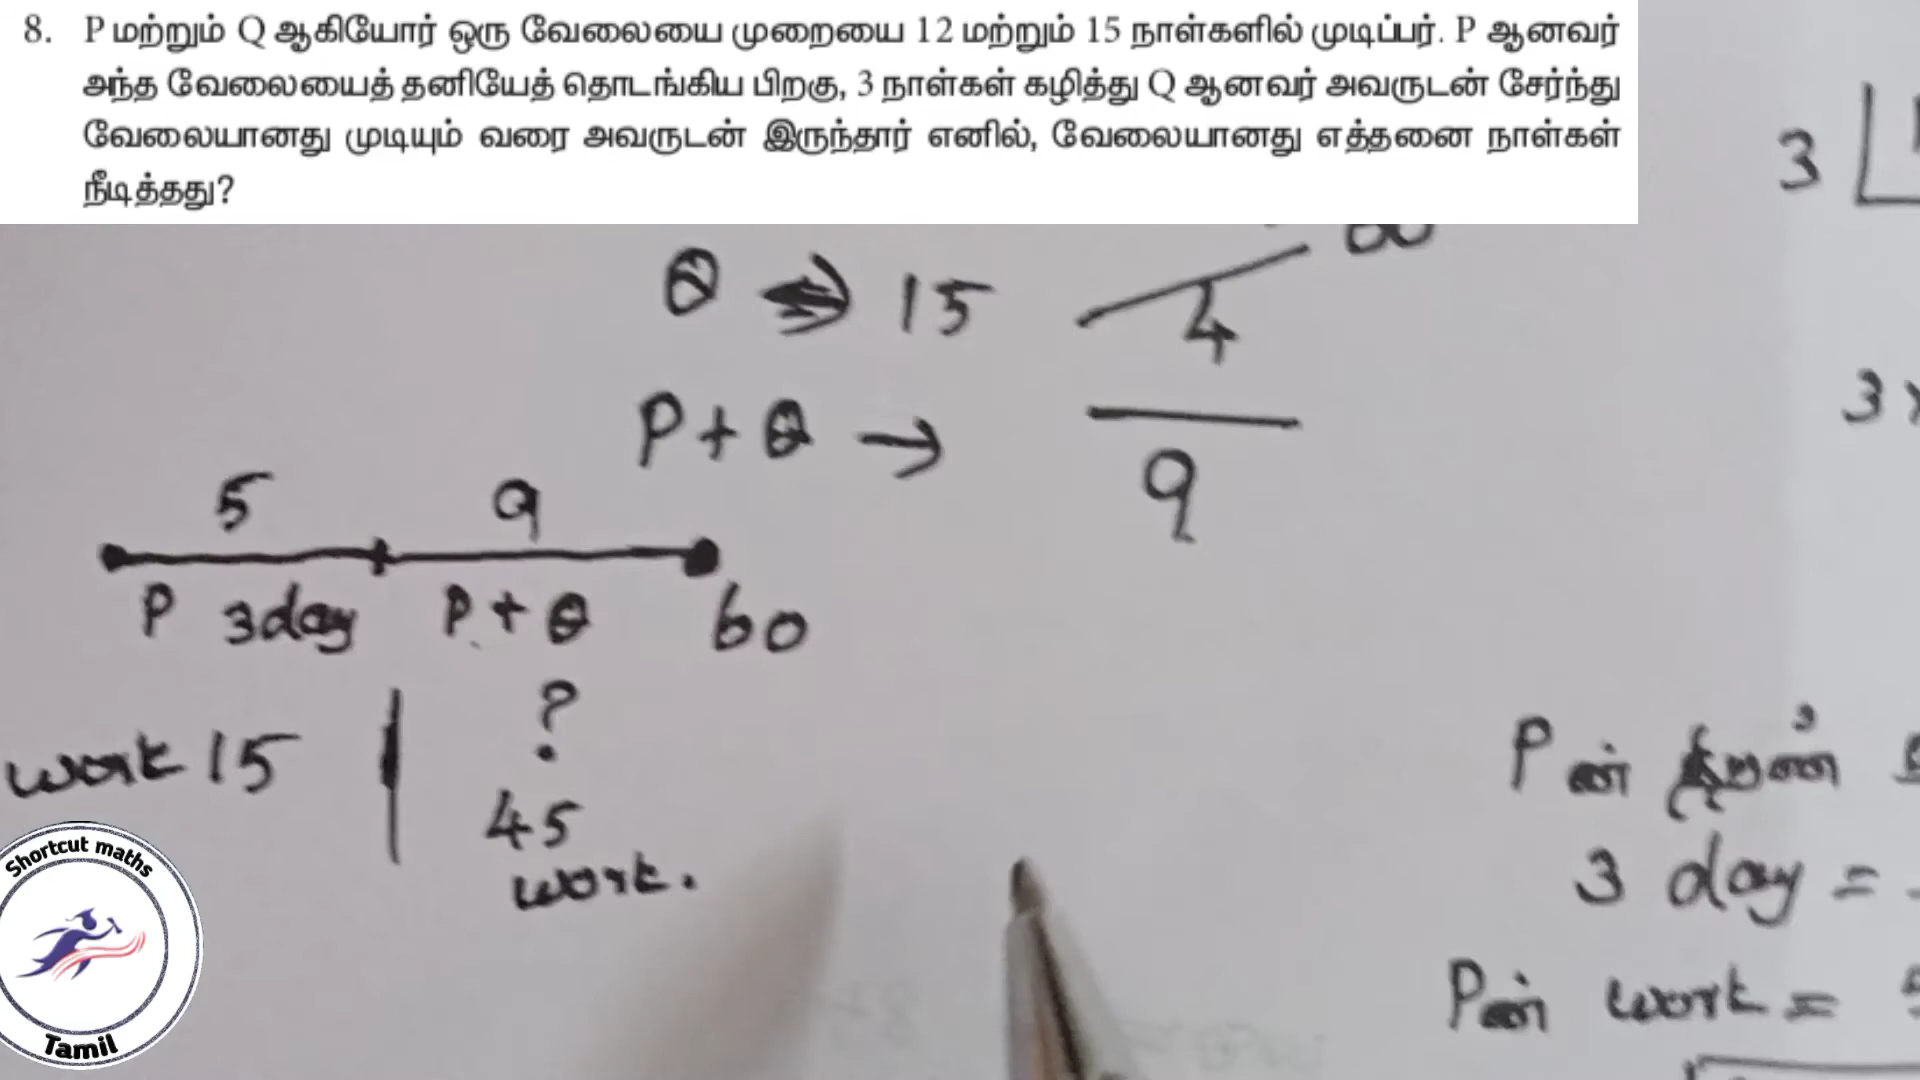 8. P மற்றும் Q ஆகியோர் ஒரு வேலையை முறையை 12 மற்றும் 15 நாள்களில் முடிப்பர். P ஆனவர்
அந்த வேலையைத் தனியேத் தொடங்கிய பிறகு, 3 நாள்கள் கழித்து Q ஆனவர் அவருடன் சேர்ந்து
வேலையானது முடியும் வரை அவருடன் இருந்தார் எனில், வேலையானது எத்தனை நாள்கள்
நீடித்தது?
3
Q ⇒ 15
4
P + Q →
9
3
5
9
P 3day
P + Q
60
?
work 15
45
work.
P ன் திறன்
3 day =
P ன் work =
Shortcut maths
Tamil